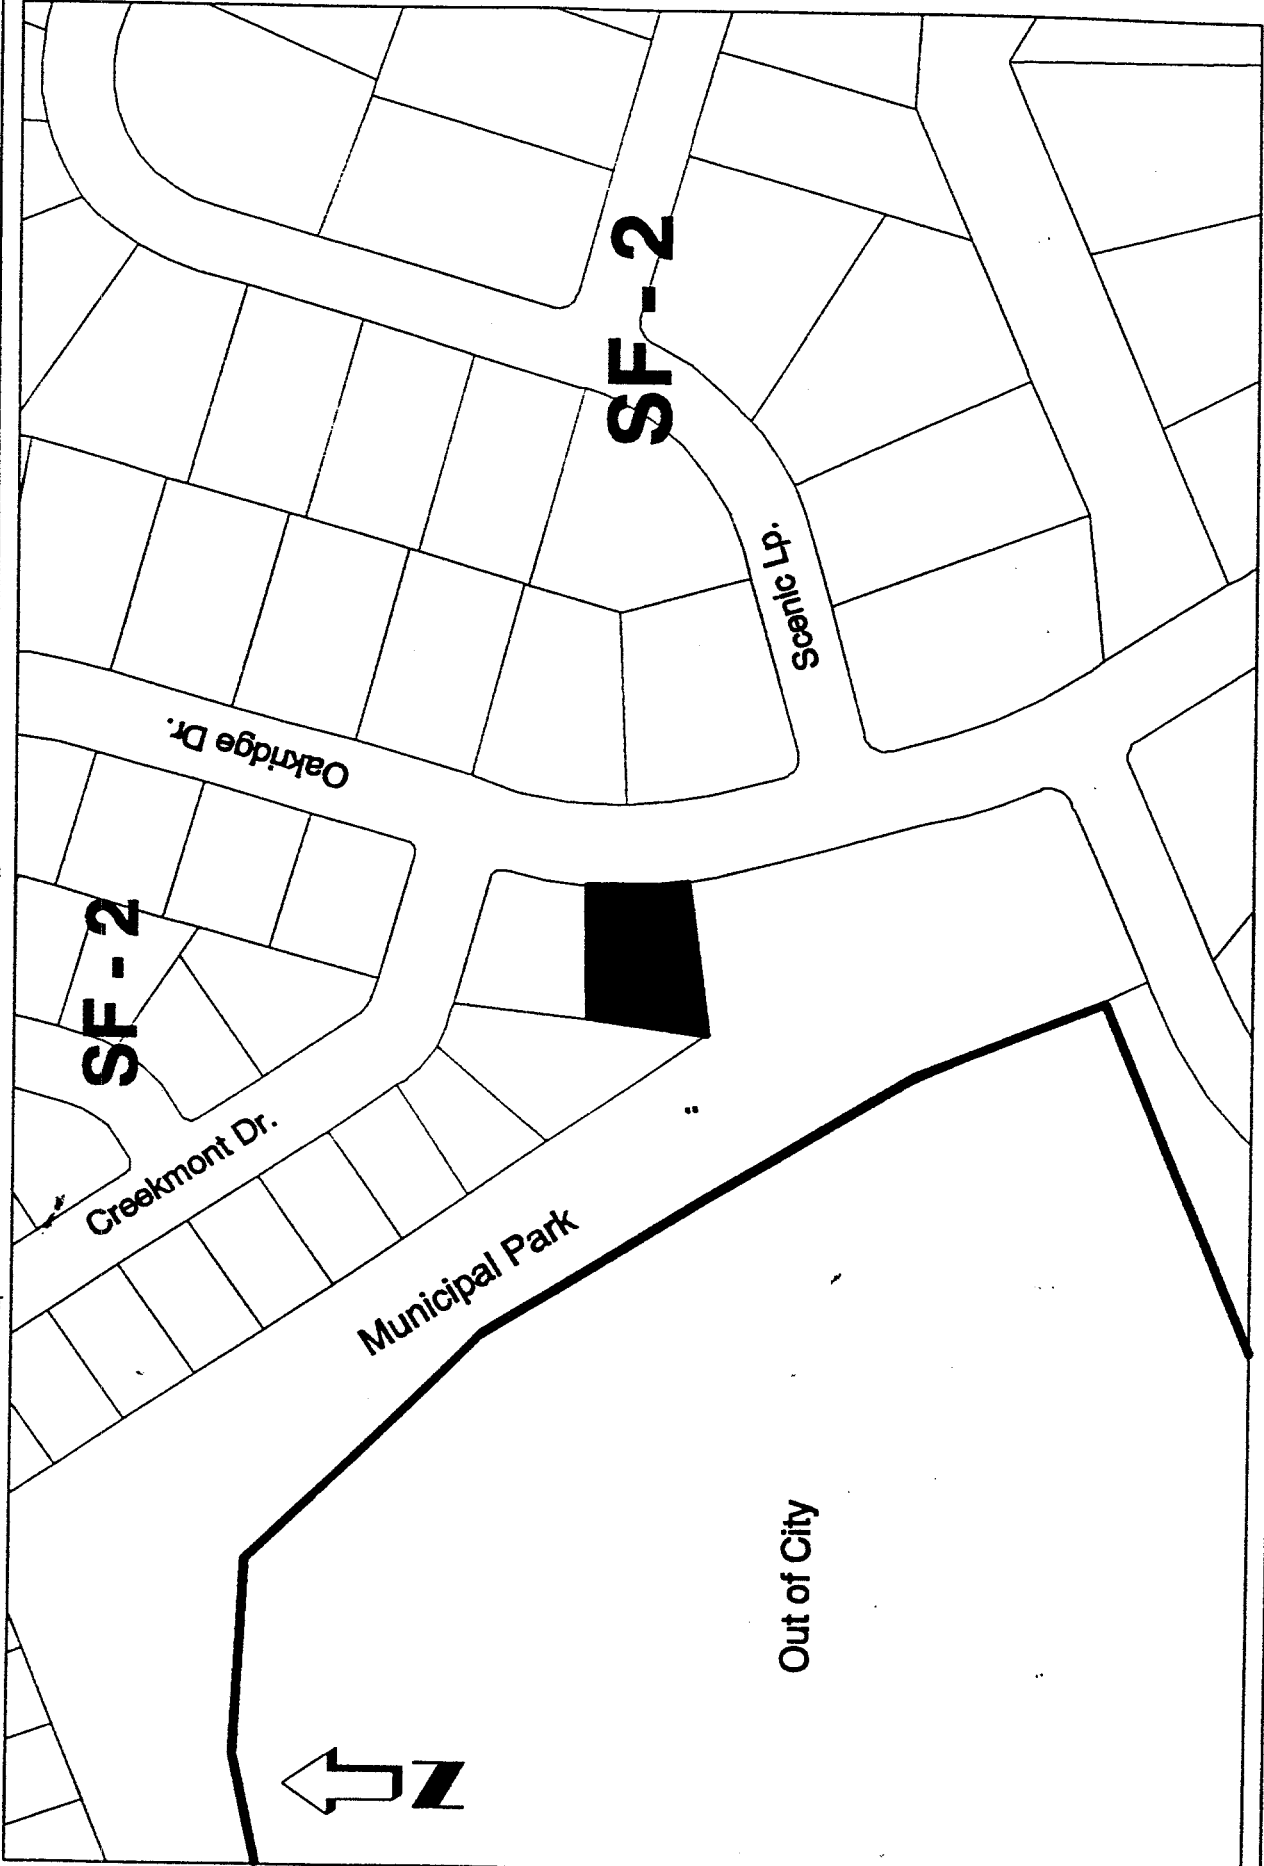 SF - 2
Scenic Lp.
Oakridge Dr.
SF - 2
Creekmont Dr.
Municipal Park
Out of City
N